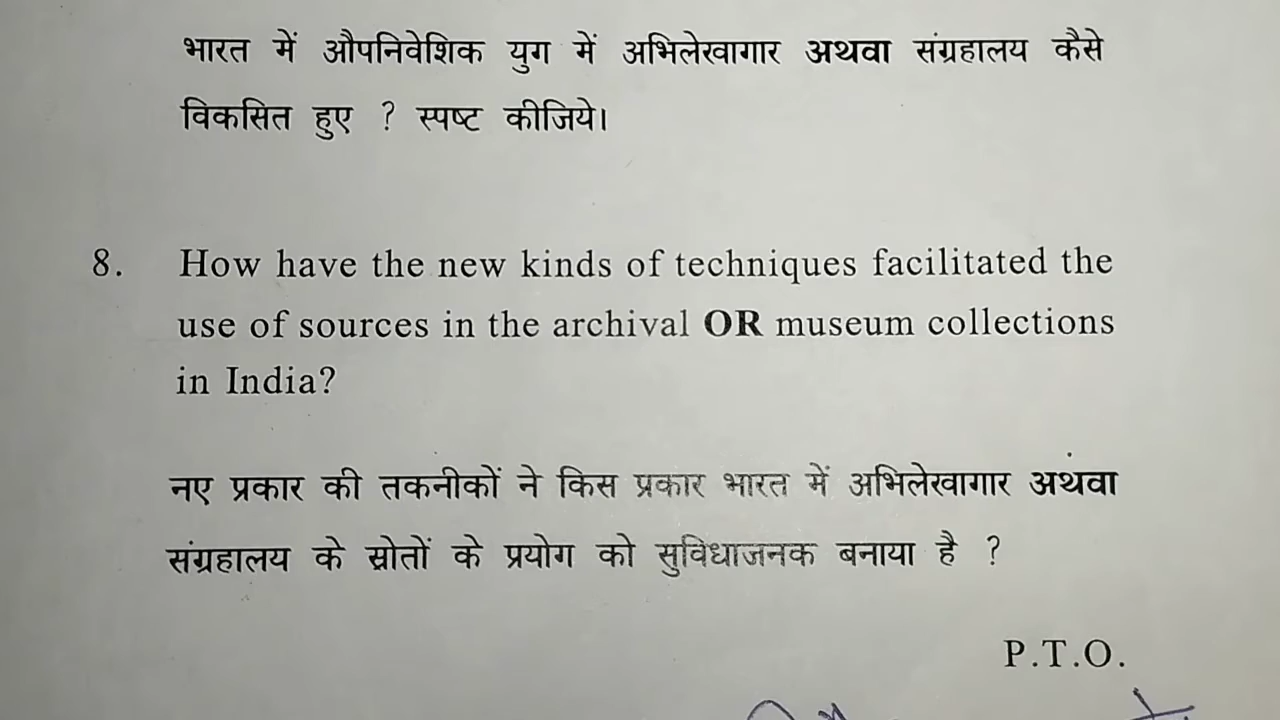 भारत में औपनिवेशिक युग में अभिलेखागार अथवा संग्रहालय कैसे
विकसित हुए ? स्पष्ट कीजिये।
8. How have the new kinds of techniques facilitated the
use of sources in the archival OR museum collections
in India?
नए प्रकार की तकनीकों ने किस प्रकार भारत में अभिलेखागार अथवा
संग्रहालय के स्रोतों के प्रयोग को सुविधाजनक बनाया है ?
P.T.O.